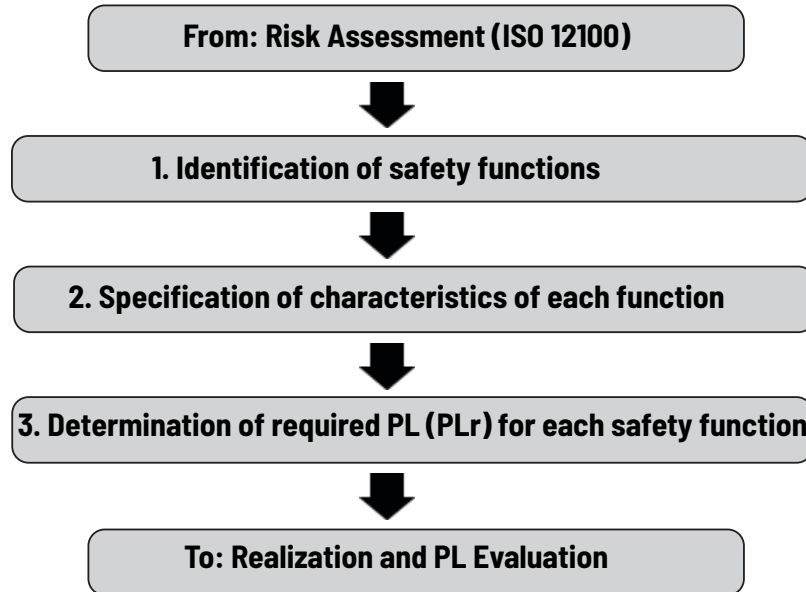 From: Risk Assessment (ISO 12100)
1. Identification of safety functions
2. Specification of characteristics of each function
3. Determination of required PL (PLr) for each safety function
To: Realization and PL Evaluation